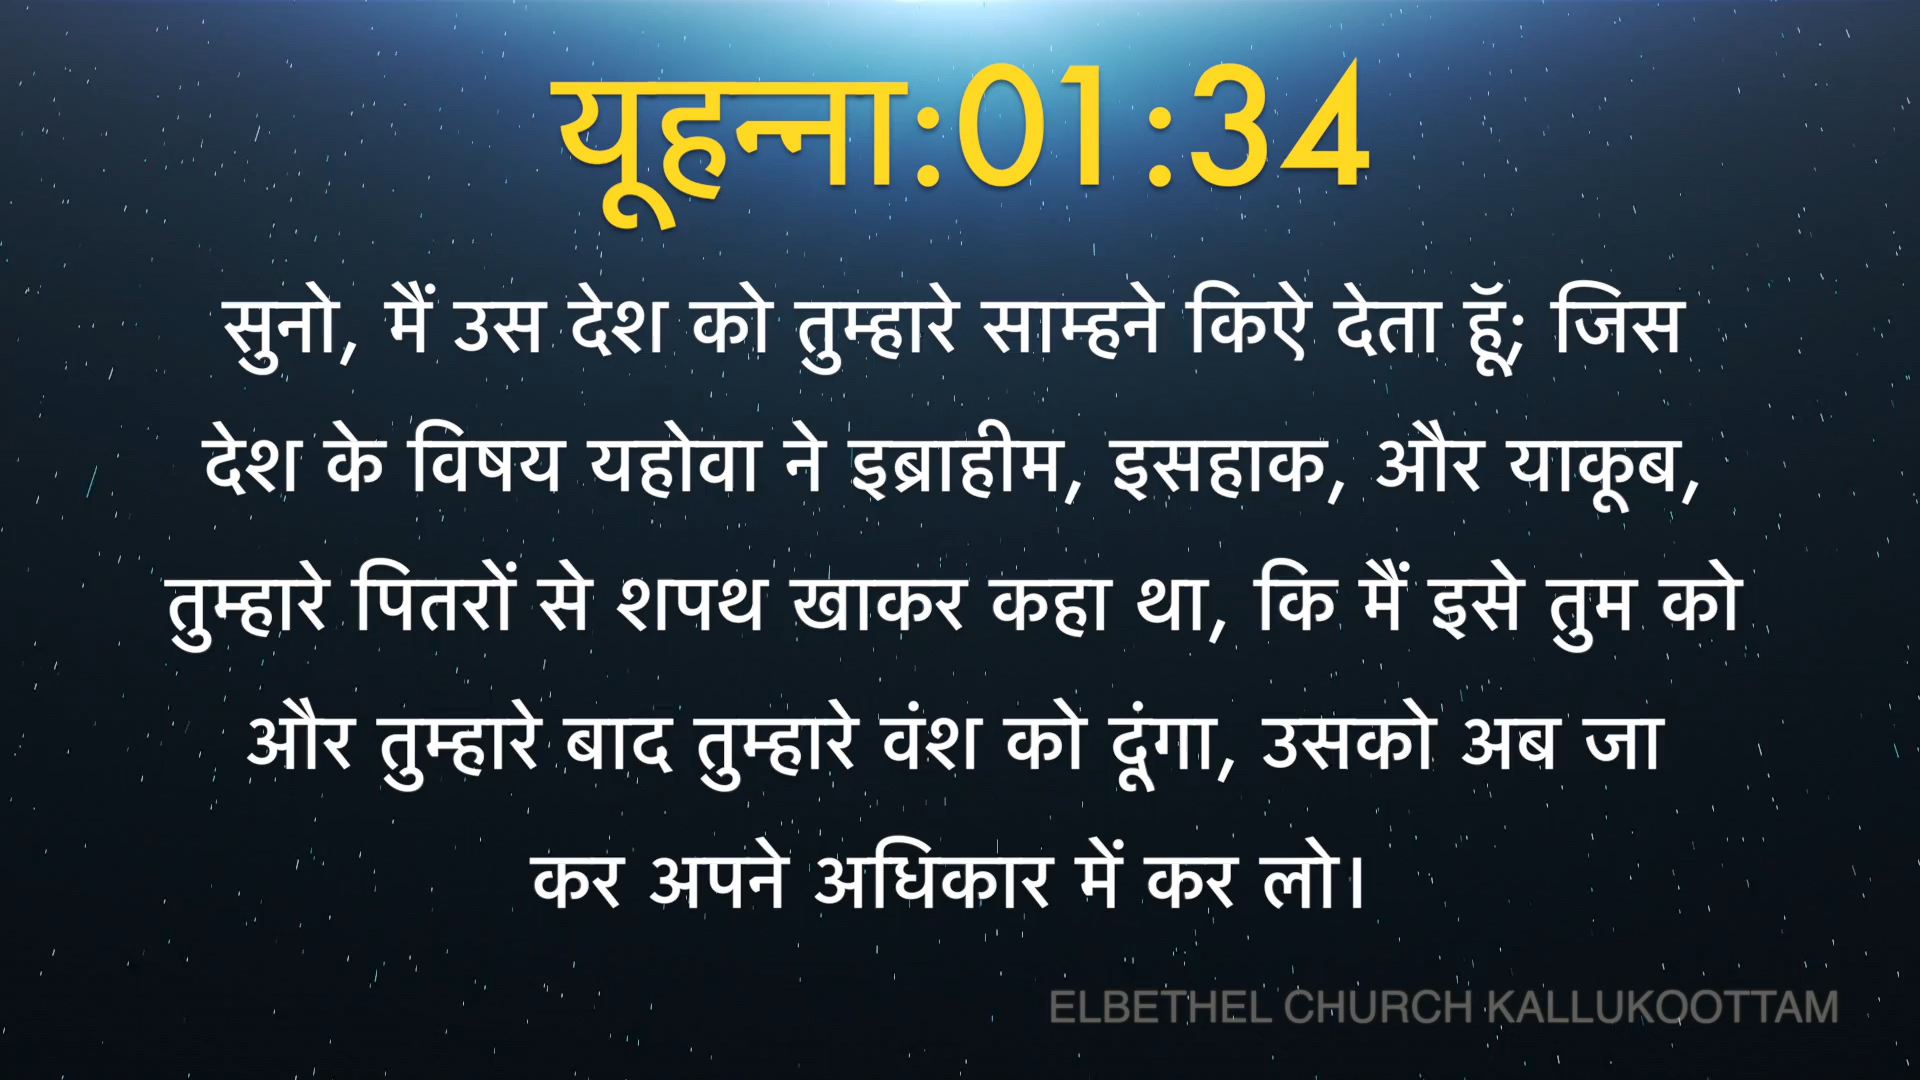 यूहन्ना:01:34
सुनो, मैं उस देश को तुम्हारे साम्हने किऐ देता हूॅ; जिस
देश के विषय यहोवा ने इब्राहीम, इसहाक, और याकूब,
तुम्हारे पितरों से शपथ खाकर कहा था, कि मैं इसे तुम को
और तुम्हारे बाद तुम्हारे वंश को दूंगा, उसको अब जा
कर अपने अधिकार में कर लो।
ELBETHEL CHURCH KALLUKOOTTAM